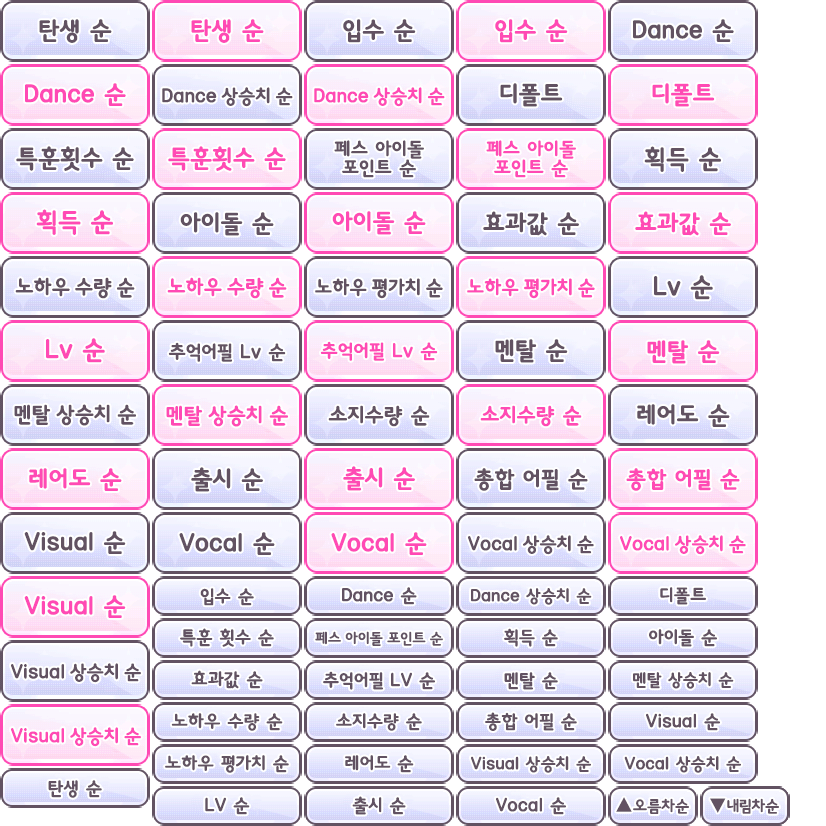 탄생 순
탄생 순
입수 순
입수 순
Dance 순
Dance 순
Dance 상승치 순
Dance 상승치 순
디폴트
디폴트
특훈횟수 순
특훈횟수 순
페스 아이돌
포인트 순
페스 아이돌
포인트 순
획득 순
획득 순
아이돌 순
아이돌 순
효과값 순
효과값 순
노하우 수량 순
노하우 수량 순
노하우 평가치 순
노하우 평가치 순
Lv 순
Lv 순
추억어필 Lv 순
추억어필 Lv 순
멘탈 순
멘탈 순
멘탈 상승치 순
멘탈 상승치 순
소지수량 순
소지수량 순
레어도 순
레어도 순
출시 순
출시 순
총합 어필 순
총합 어필 순
Visual 순
Vocal 순
Vocal 순
Vocal 상승치 순
Vocal 상승치 순
Visual 순
입수 순
Dance 순
Dance 상승치 순
디폴트
특훈 횟수 순
페스 아이돌 포인트 순
획득 순
아이돌 순
Visual 상승치 순
효과값 순
추억어필 LV 순
멘탈 순
멘탈 상승치 순
Visual 상승치 순
노하우 수량 순
소지수량 순
총합 어필 순
Visual 순
노하우 평가치 순
레어도 순
Visual 상승치 순
Vocal 상승치 순
탄생 순
LV 순
출시 순
Vocal 순
▲오름차순
▼내림차순